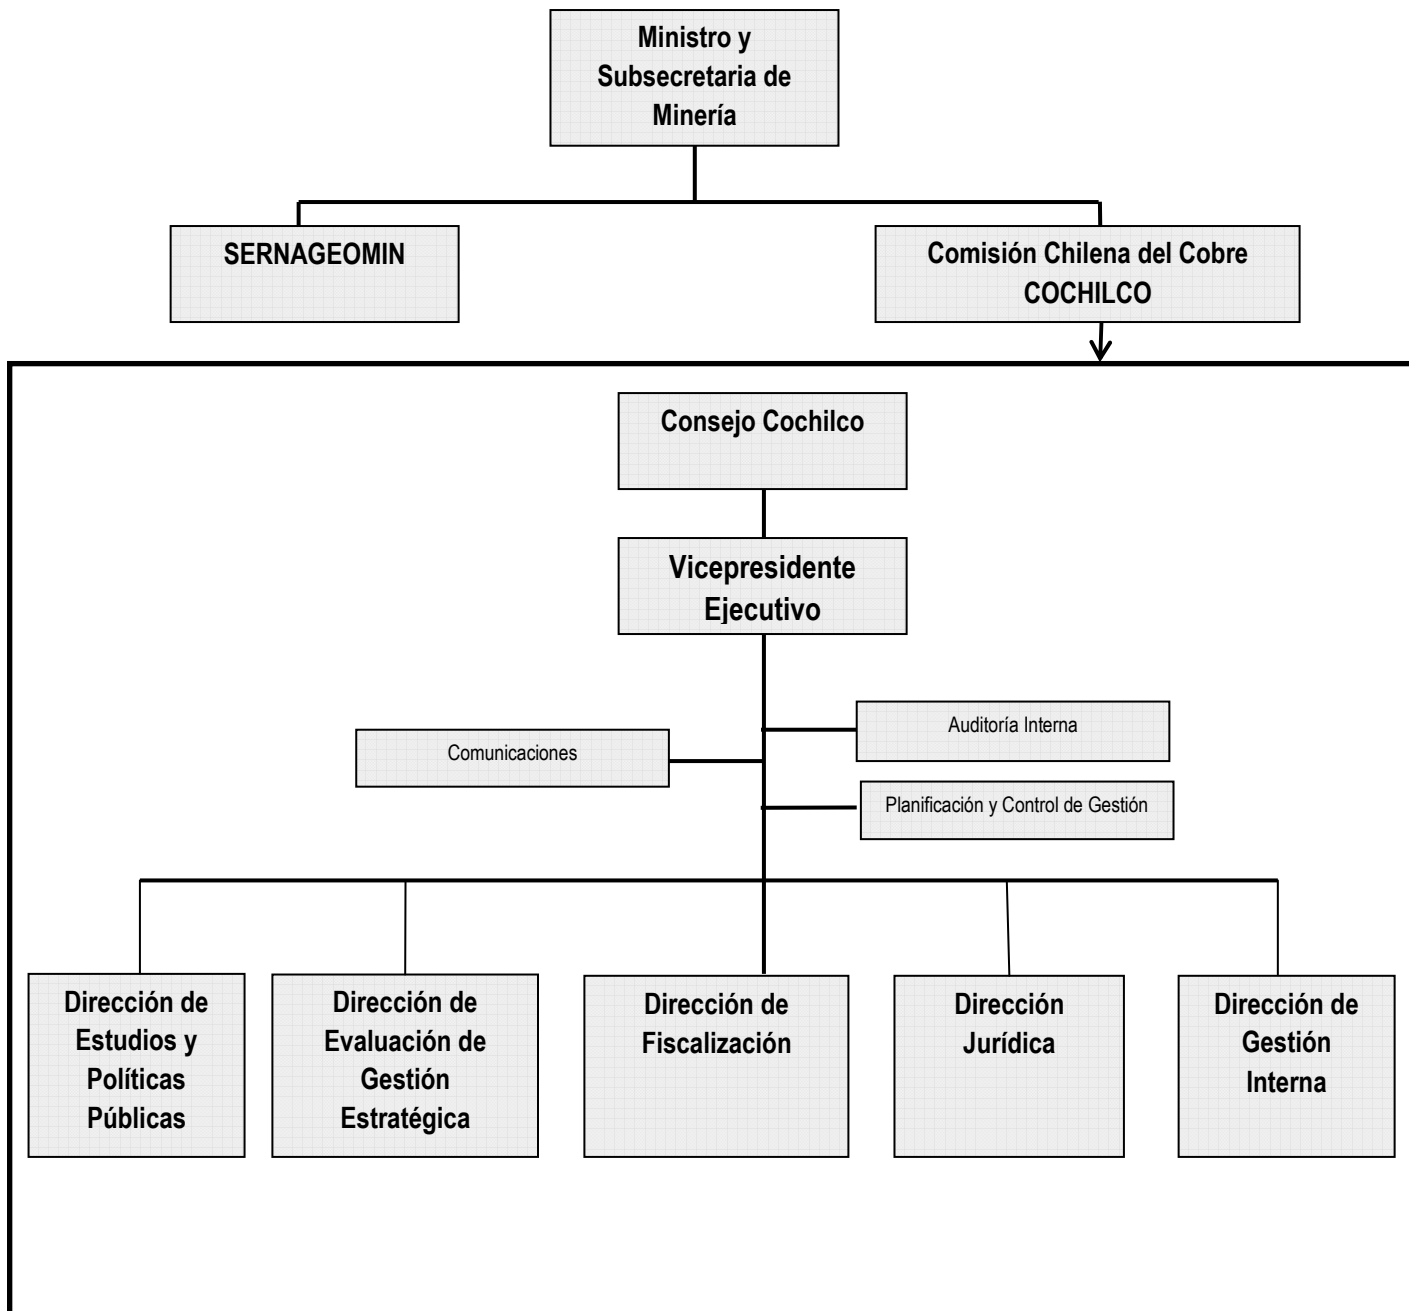 Ministro y
Subsecretaria de
Minería
SERNAGEOMIN
Comisión Chilena del Cobre
COCHILCO
Consejo Cochilco
Vicepresidente
Ejecutivo
Auditoría Interna
Comunicaciones
Planificación y Control de Gestión
Dirección de
Estudios y
Políticas
Públicas
Dirección de
Evaluación de
Gestión
Estratégica
Dirección de
Fiscalización
Dirección
Jurídica
Dirección de
Gestión
Interna